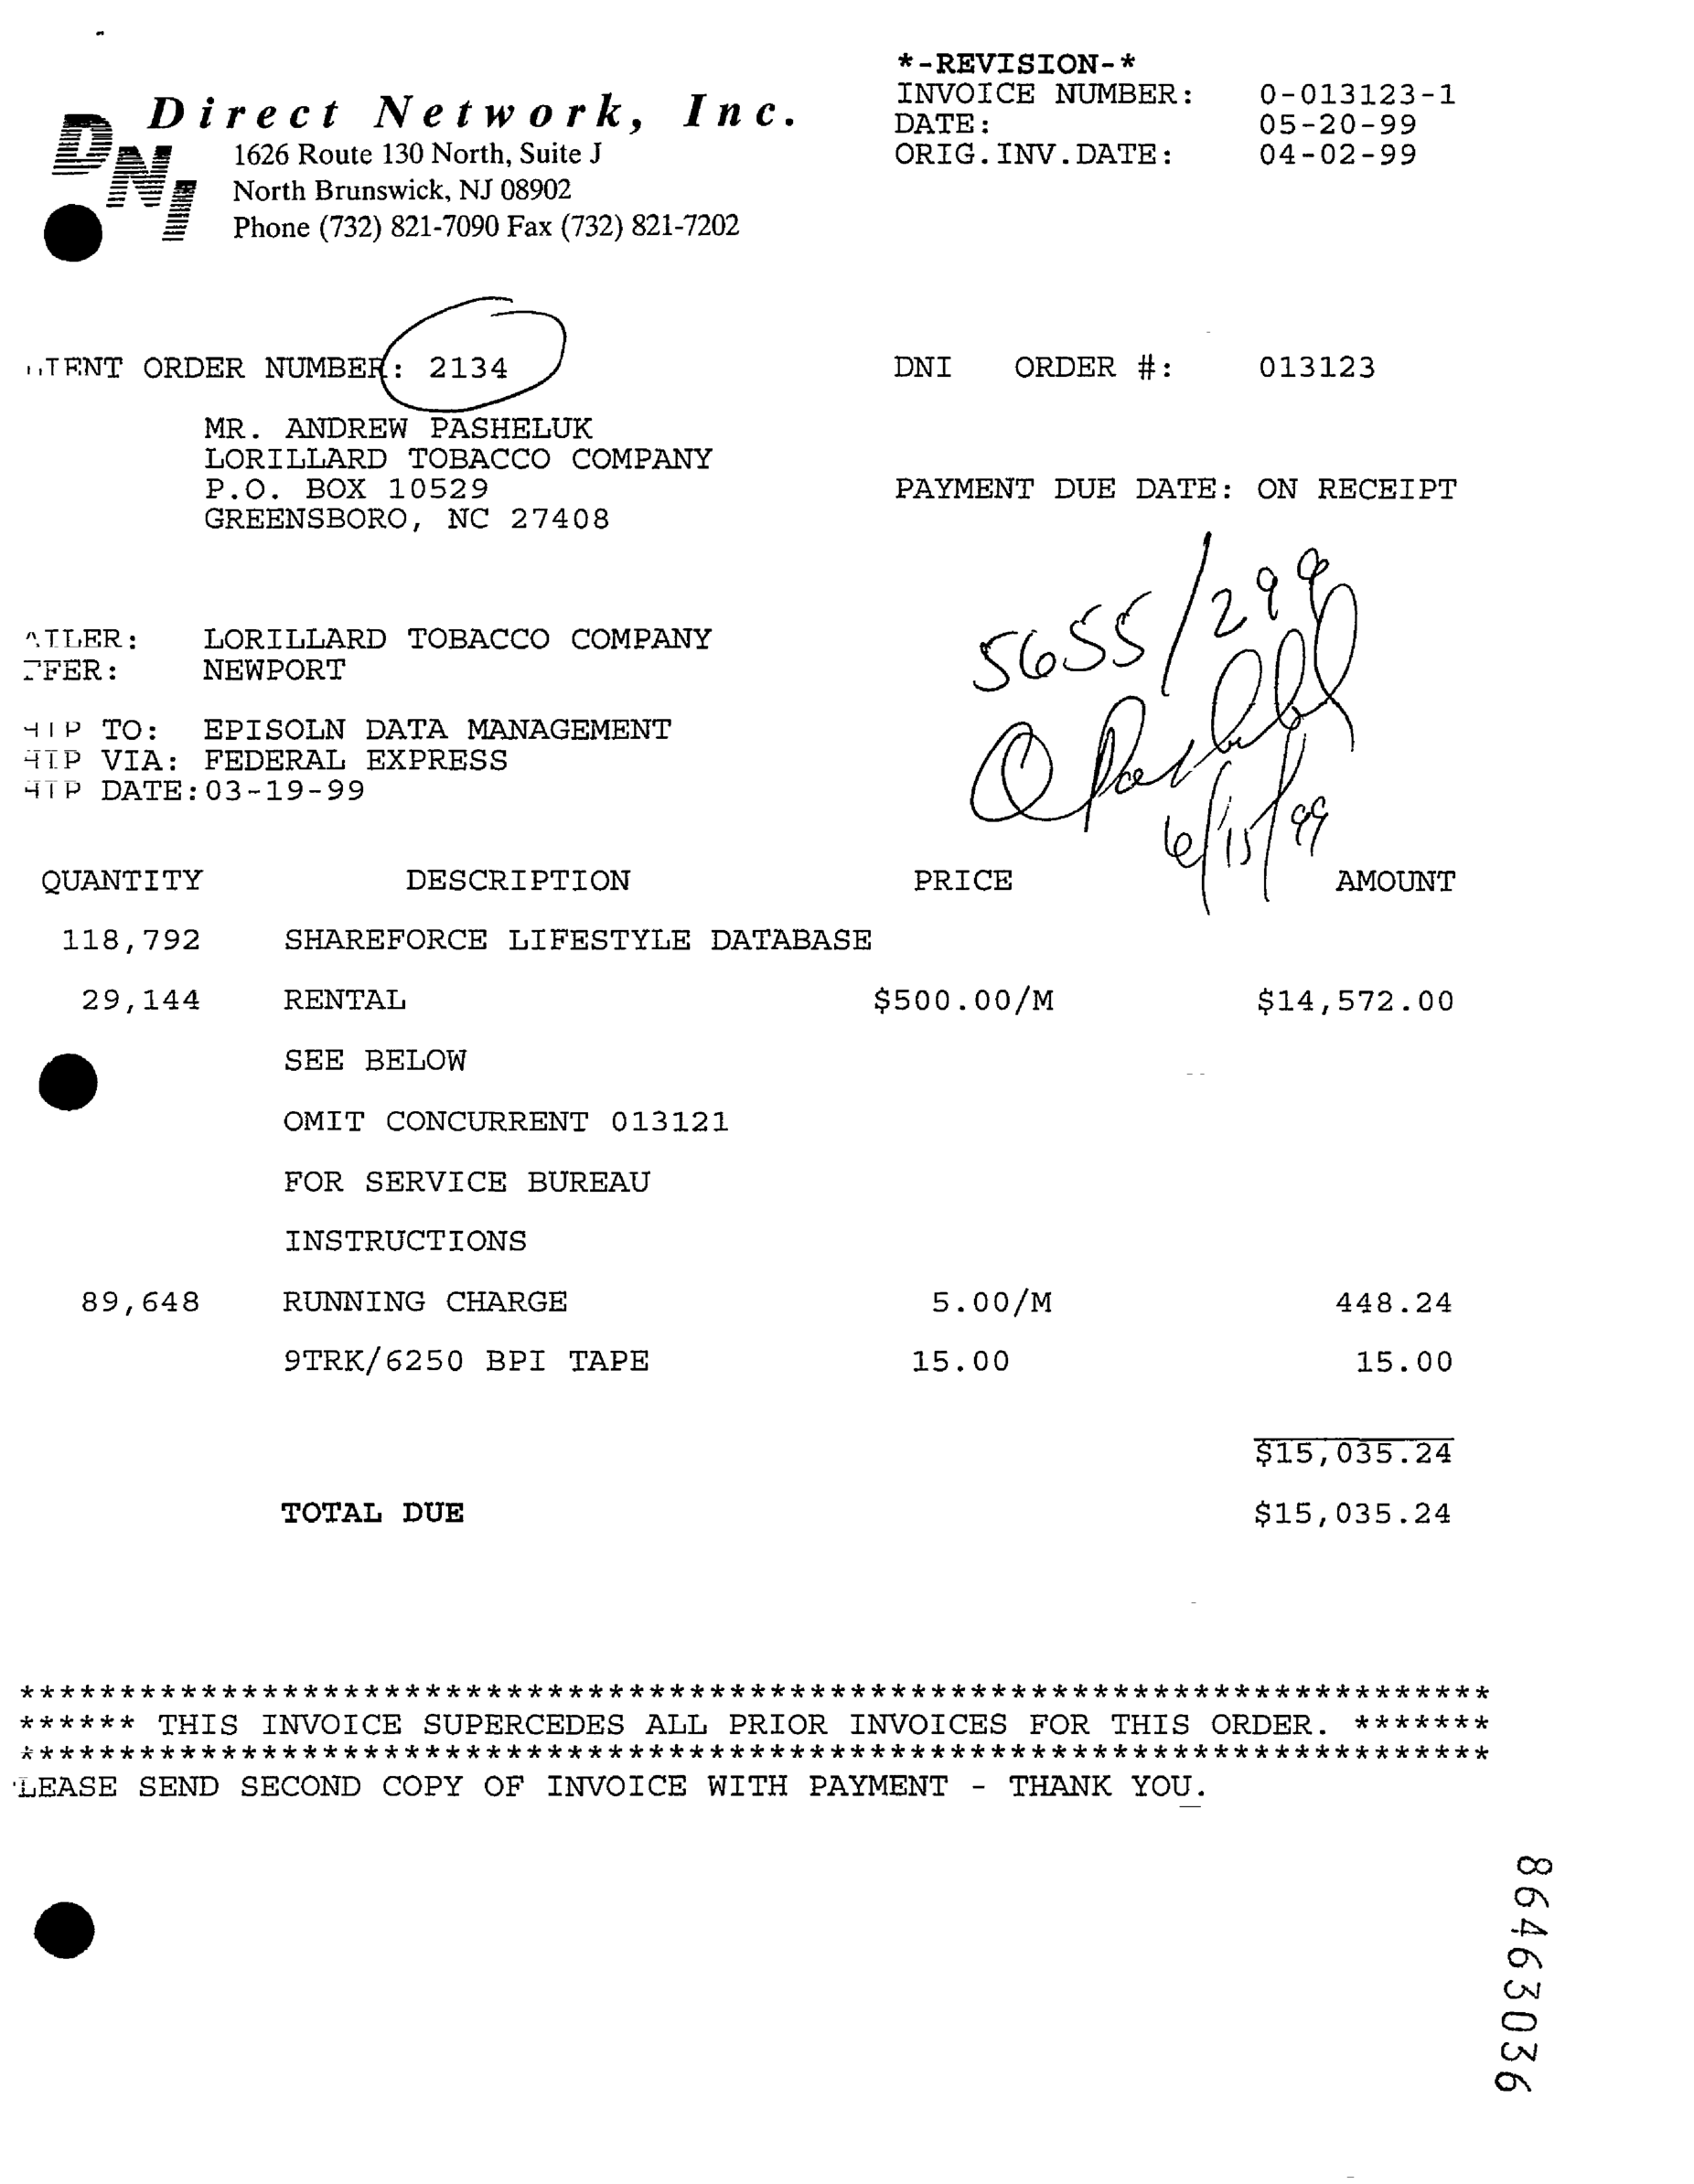 *-REVISION-*
INVOICE NUMBER: 0-013123-1
DATE: 05-20-99
ORIG.INV.DATE: 04-02-99
DNI
Direct Network, Inc.
1626 Route 130 North, Suite J
North Brunswick, NJ 08902
Phone (732) 821-7090 Fax (732) 821-7202
ORDER NUMBER: 2134
DNI ORDER #: 013123
MR. ANDREW PASHELUK
LORILLARD TOBACCO COMPANY
P.O. BOX 10529
GREENSBORO, NC 27408
PAYMENT DUE DATE: ON RECEIPT
5655/299
6/15/99
LORILLARD TOBACCO COMPANY
NEWPORT
TO: EPISOLN DATA MANAGEMENT
VIA: FEDERAL EXPRESS
DATE:03-19-99
QUANTITY DESCRIPTION PRICE AMOUNT
118,792 SHAREFORCE LIFESTYLE DATABASE
29,144 RENTAL $500.00/M $14,572.00
SEE BELOW
OMIT CONCURRENT 013121
FOR SERVICE BUREAU
INSTRUCTIONS
89,648 RUNNING CHARGE 5.00/M 448.24
9TRK/6250 BPI TAPE 15.00 15.00
$15,035.24
TOTAL DUE $15,035.24
*************************************************************************
****** THIS INVOICE SUPERCEDES ALL PRIOR INVOICES FOR THIS ORDER. *******
*************************************************************************
LEASE SEND SECOND COPY OF INVOICE WITH PAYMENT - THANK YOU.
86463036